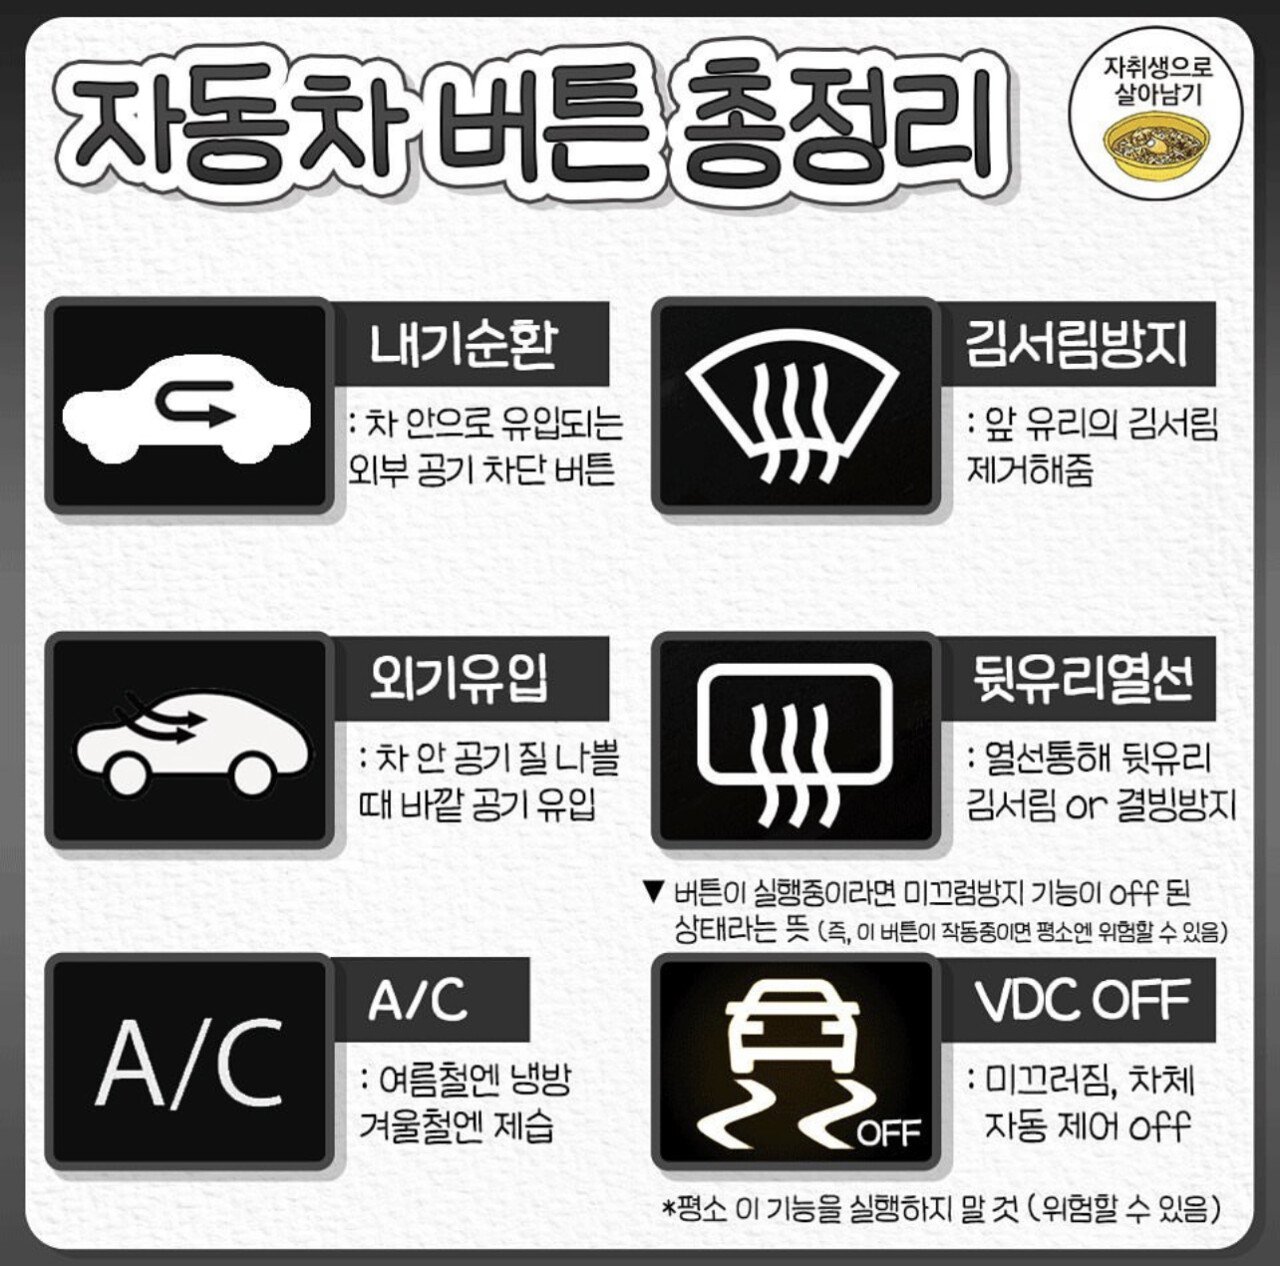 자동차 버튼 총정리
자취생으로
살아남기
내기순환
: 차 안으로 유입되는
외부 공기 차단 버튼
김서림방지
: 앞 유리의 김서림
제거해줌
외기유입
: 차 안 공기 질 나쁠
때 바깥 공기 유입
뒷유리열선
: 열선통해 뒷유리
김서림 or 결빙방지
▼ 버튼이 실행중이라면 미끄럼방지 기능이 off 된
상태라는 뜻 (즉, 이 버튼이 작동중이면 평소엔 위험할 수 있음)
A/C
A/C
: 여름철엔 냉방
겨울철엔 제습
OFF
VDC OFF
: 미끄러짐, 차체
자동 제어 off
*평소 이 기능을 실행하지 말 것 (위험할 수 있음)